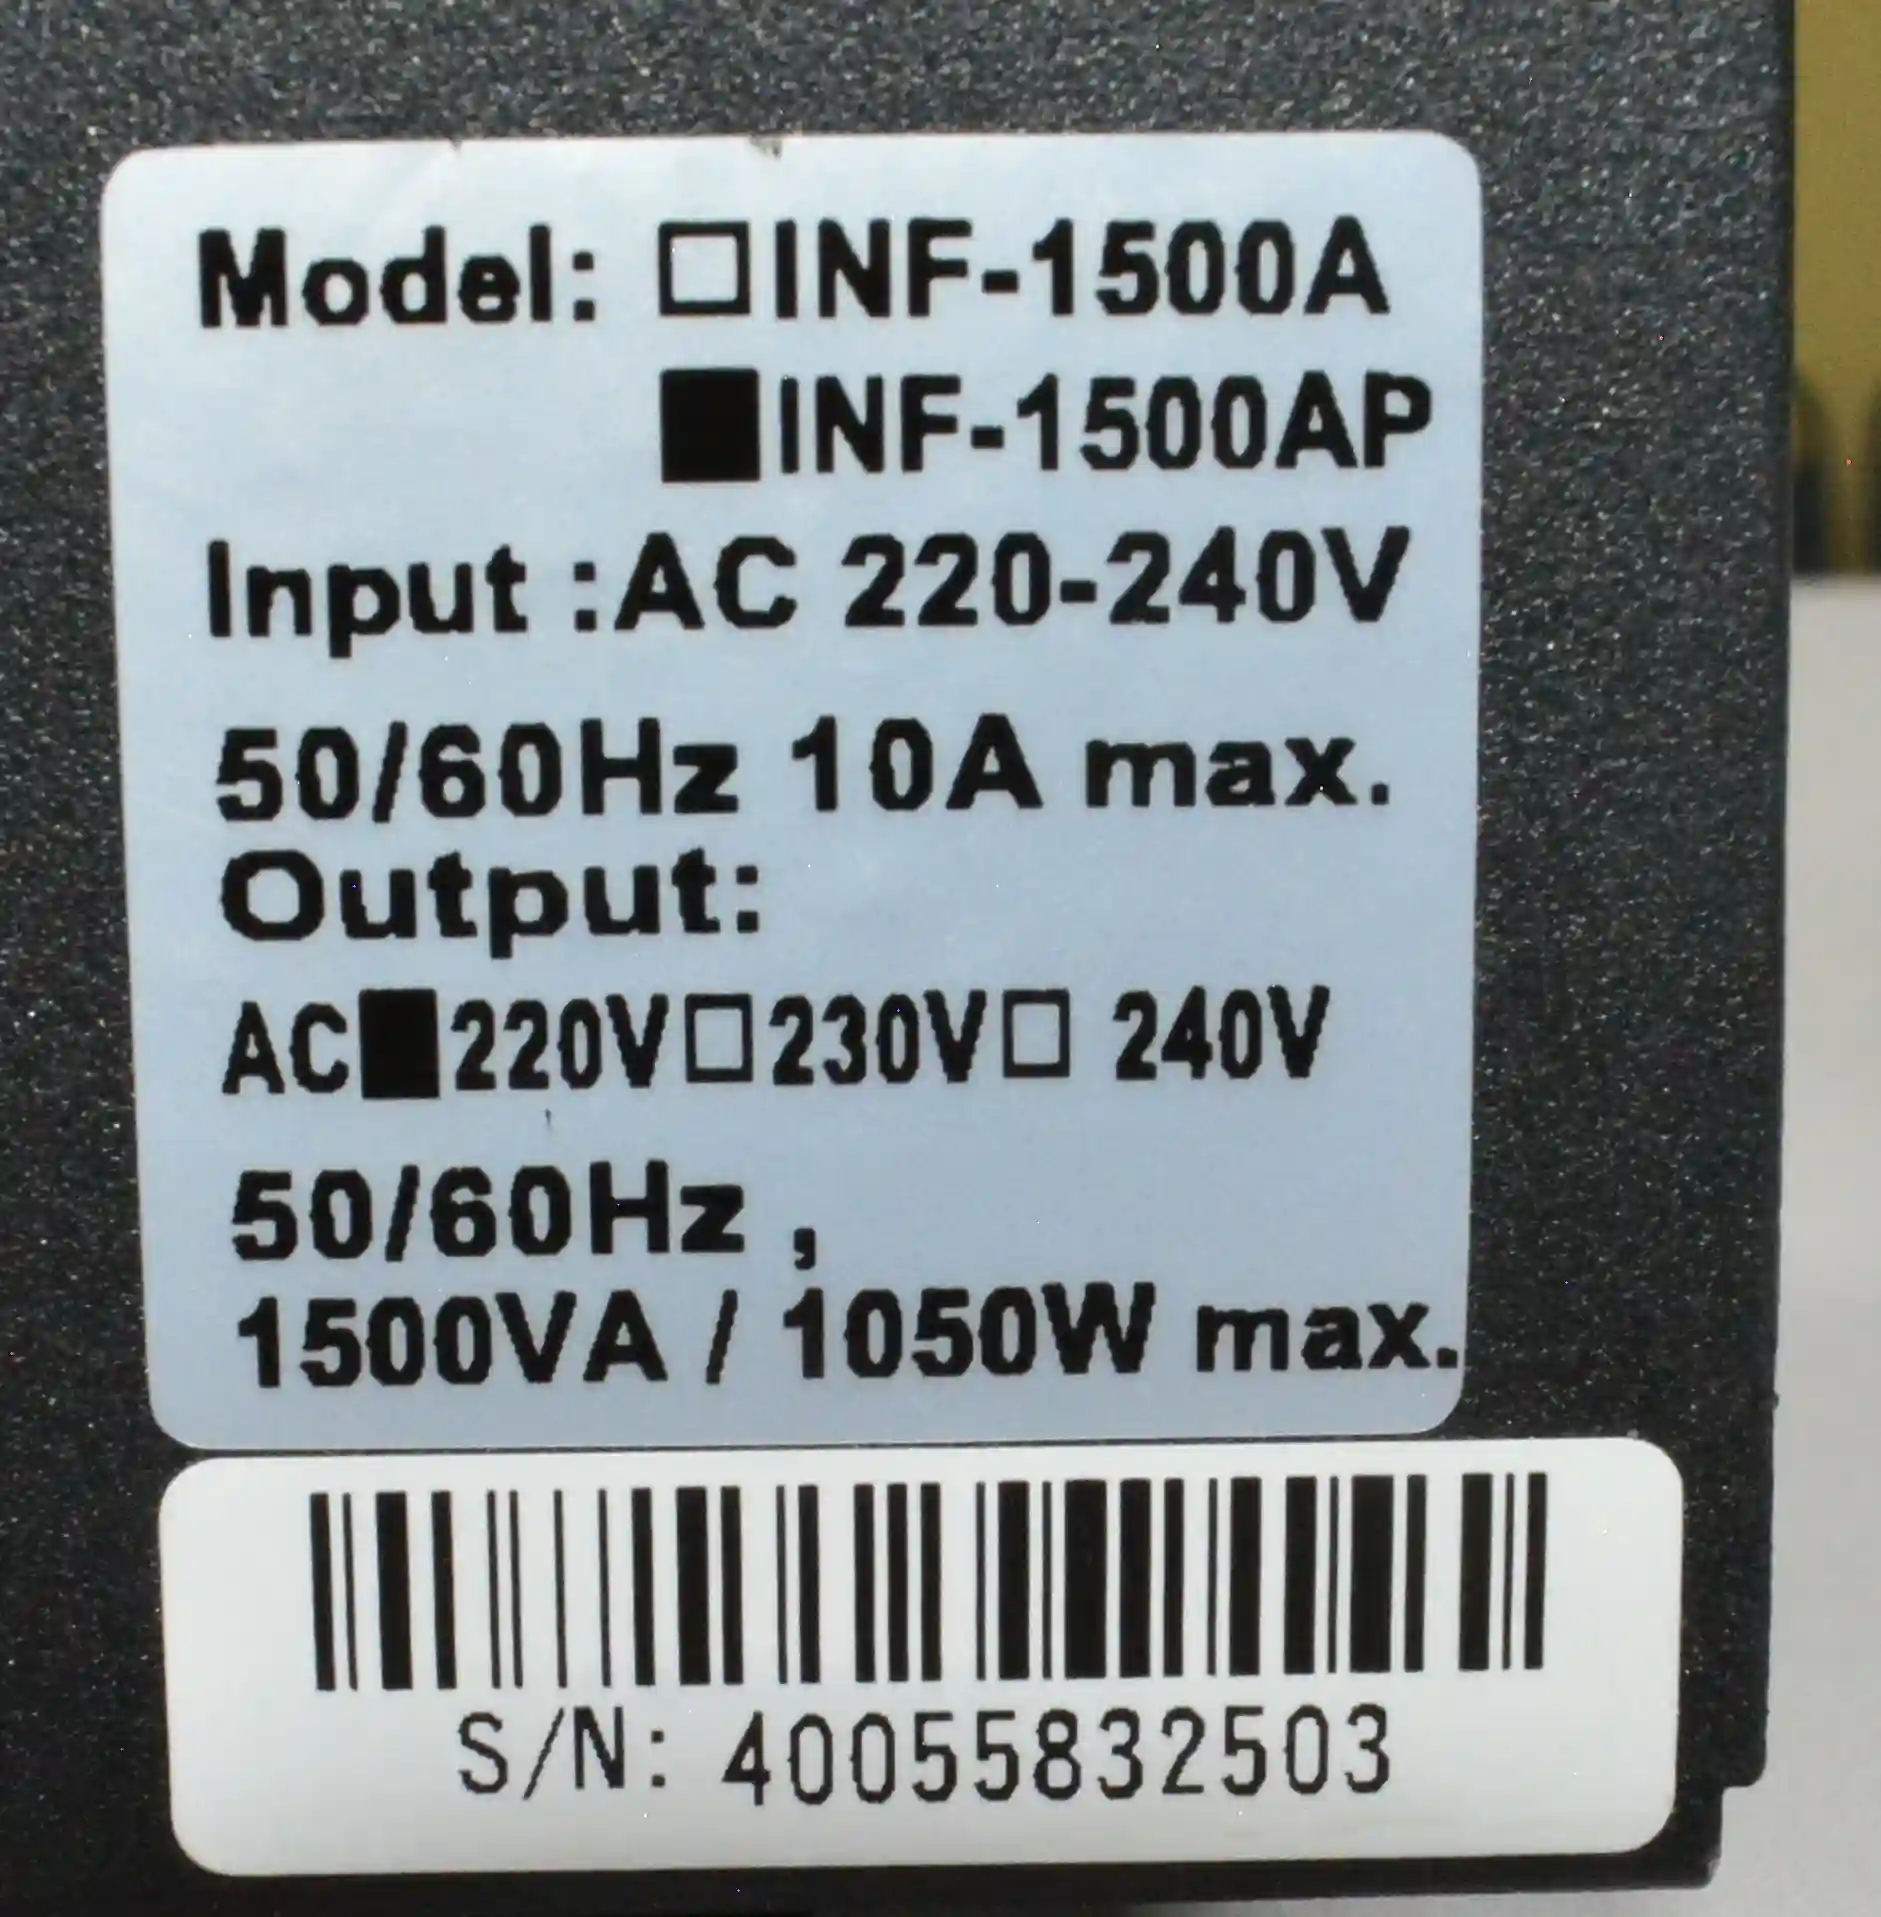 Model: □INF-1500A
■INF-1500AP
Input :AC 220-240V
50/60Hz 10A max.
Output:
AC■220V□230V□ 240V
50/60Hz ,
1500VA / 1050W max.
S/N: 40055832503